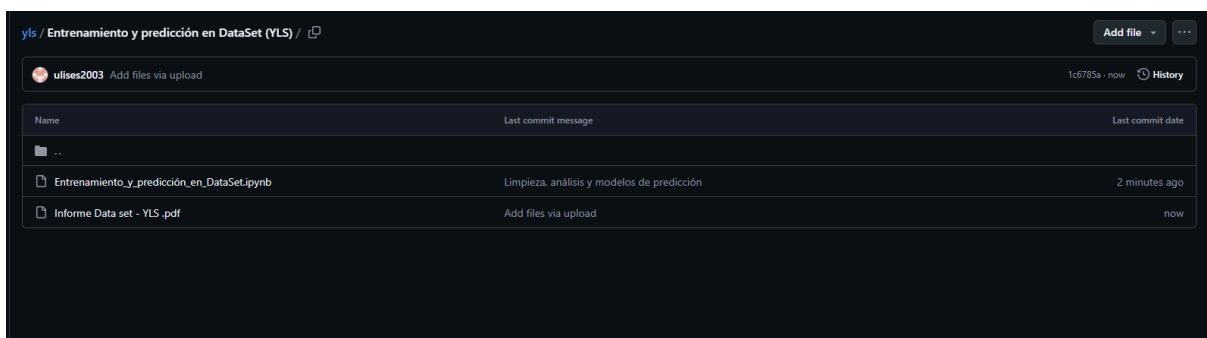 yls / Entrenamiento y predicción en DataSet (YLS) /
Add file
ulises2003 Add files via upload
1c6785a · now History
Name Last commit message Last commit date
..
Entrenamiento_y_predicción_en_DataSet.ipynb Limpieza, análisis y modelos de predicción 2 minutes ago
Informe Data set - YLS .pdf Add files via upload now